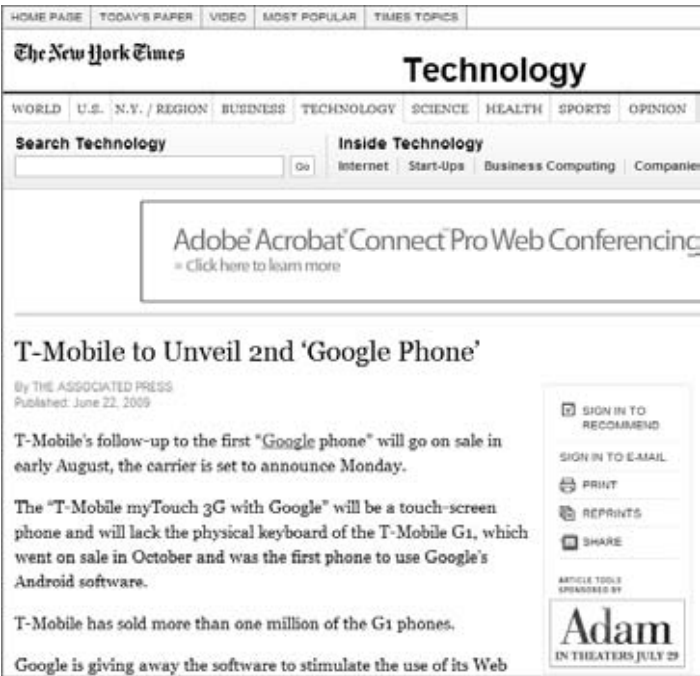 HOME PAGE TODAY'S PAPER VIDEO MOST POPULAR TIMES TOPICS
The New York Times
Technology
WORLD U.S. N.Y. / REGION BUSINESS TECHNOLOGY SCIENCE HEALTH SPORTS OPINION
Search Technology
Go
Inside Technology
Internet Start-Ups Business Computing Companies
Adobe® Acrobat® Connect™ Pro Web Conferencing
» Click here to learn more
T-Mobile to Unveil 2nd ‘Google Phone’
By THE ASSOCIATED PRESS
Published: June 22, 2009
T-Mobile's follow-up to the first “Google phone” will go on sale in
early August, the carrier is set to announce Monday.
The “T-Mobile myTouch 3G with Google” will be a touch-screen
phone and will lack the physical keyboard of the T-Mobile G1, which
went on sale in October and was the first phone to use Google's
Android software.
T-Mobile has sold more than one million of the G1 phones.
Google is giving away the software to stimulate the use of its Web
SIGN IN TO
RECOMMEND
SIGN IN TO E-MAIL
PRINT
REPRINTS
SHARE
ARTICLE TOOLS
SPONSORED BY
Adam
IN THEATERS JULY 29